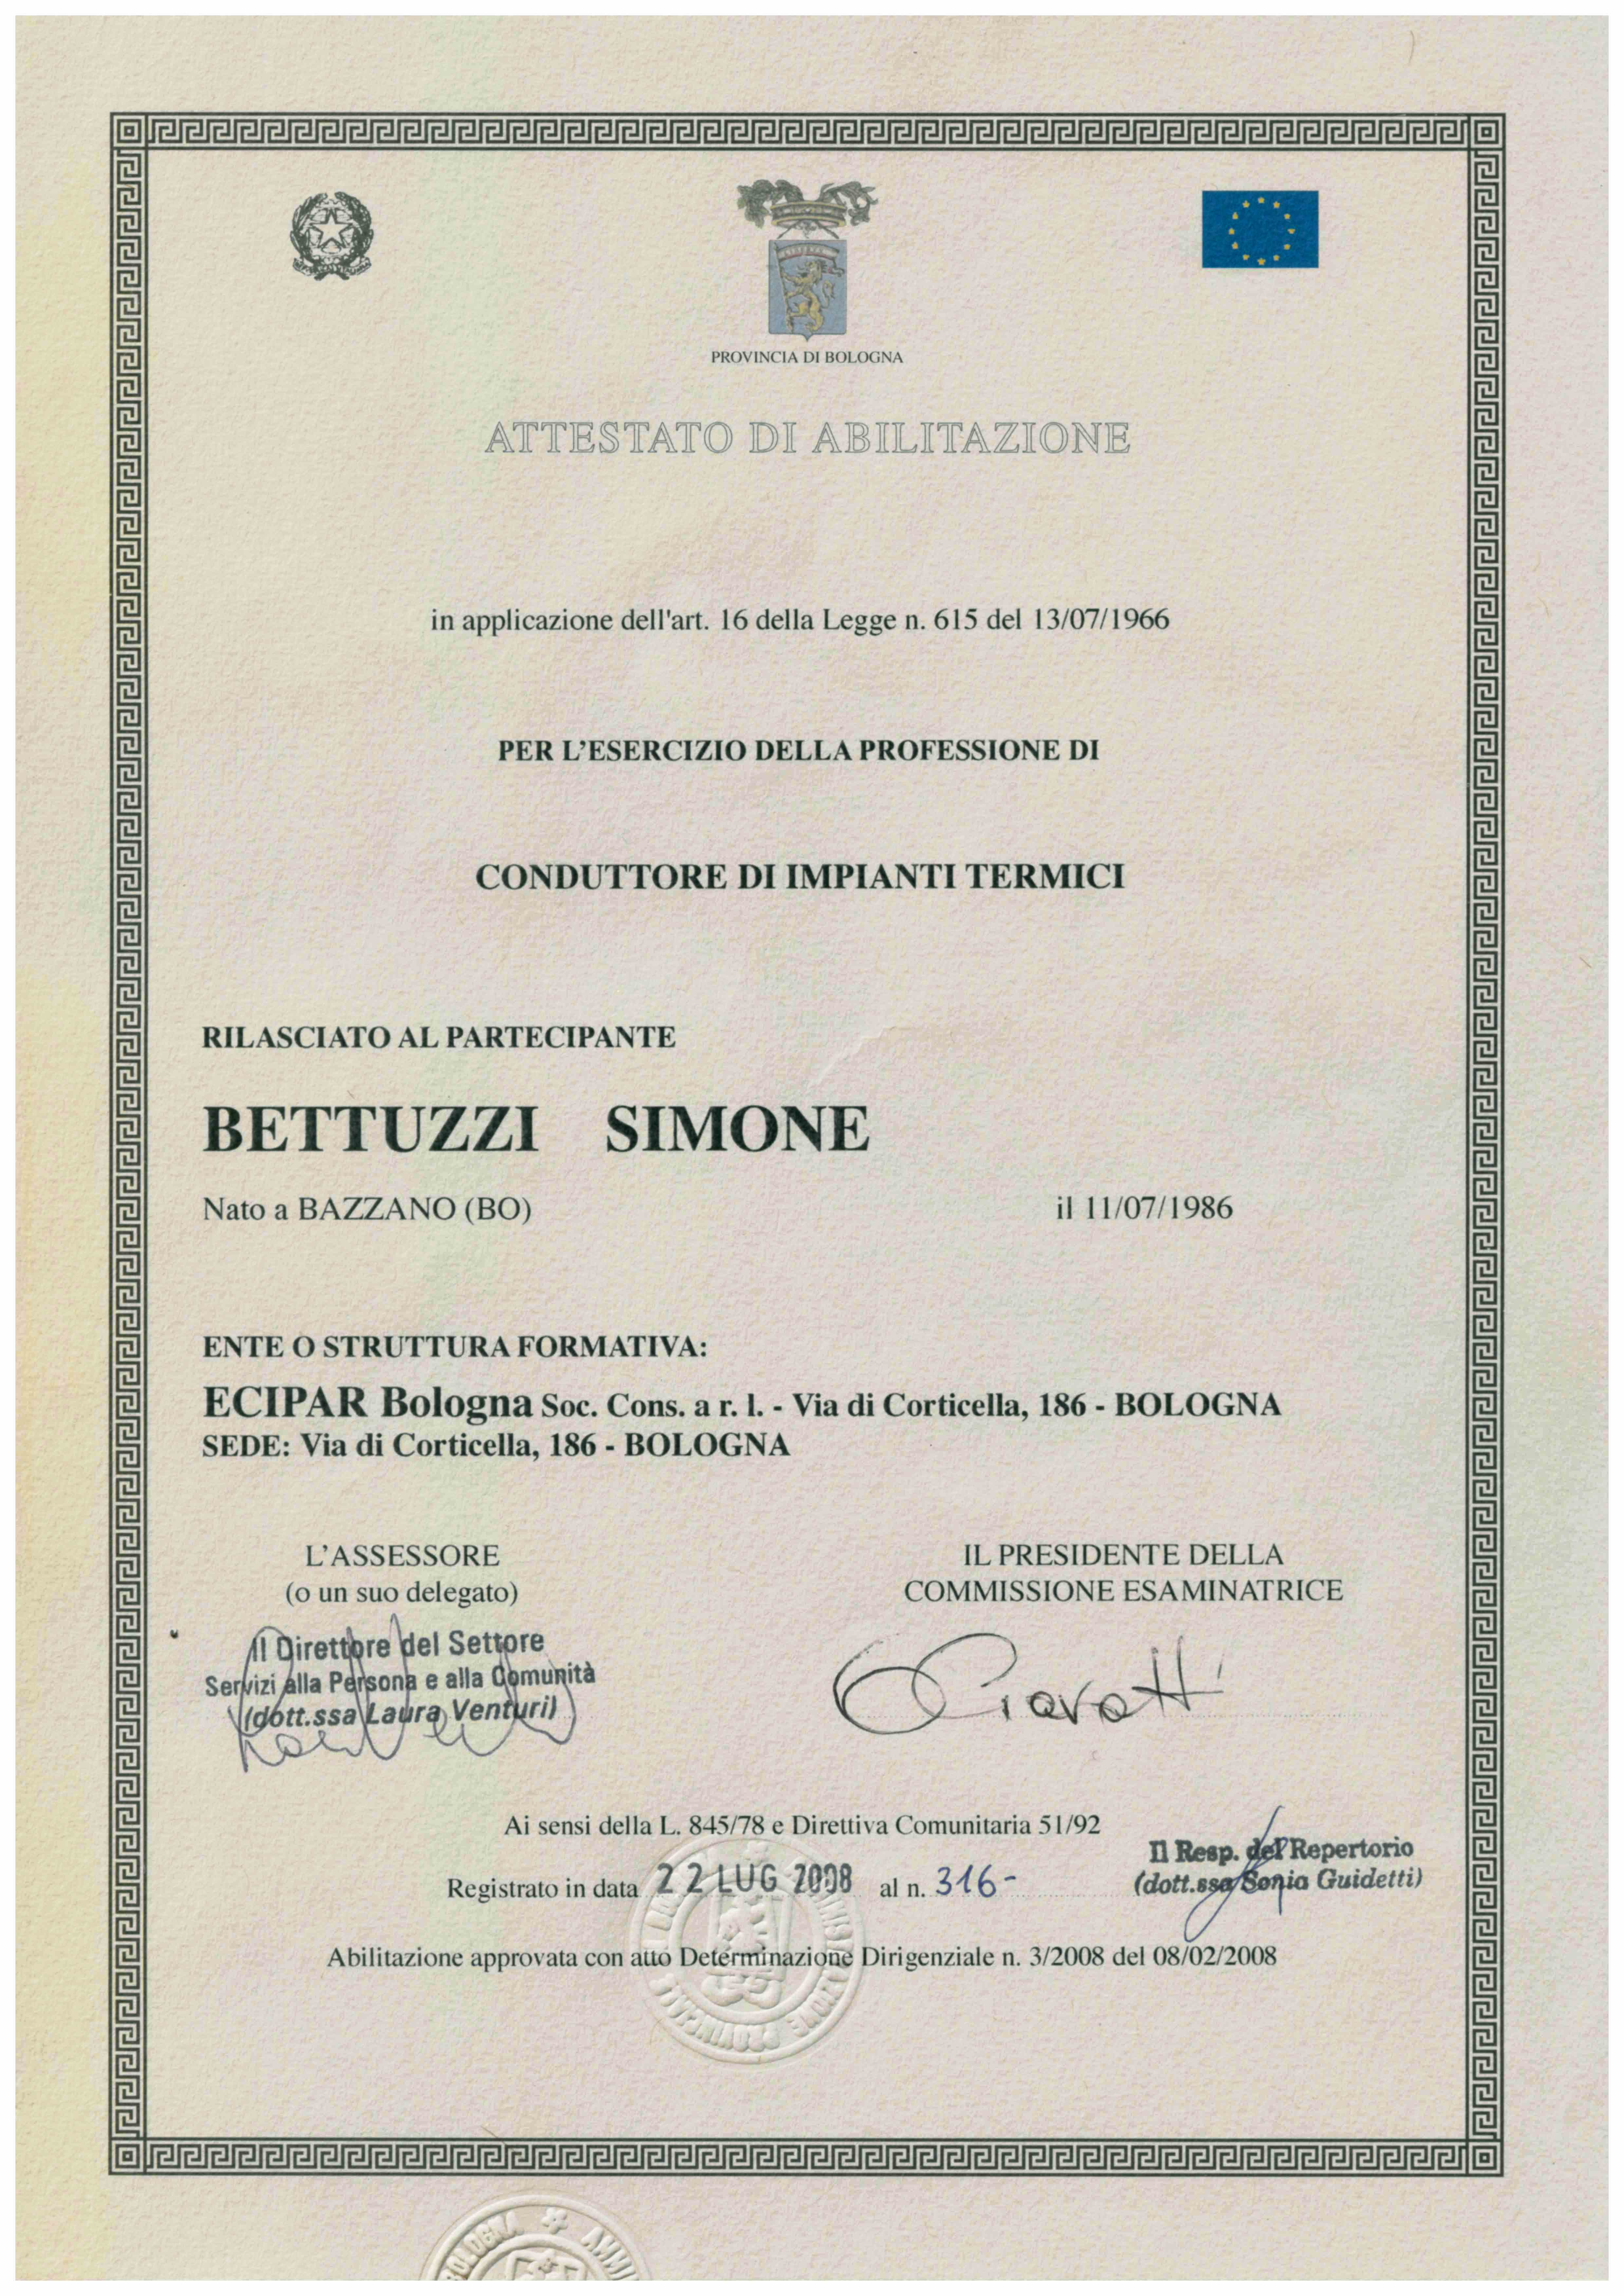 PROVINCIA DI BOLOGNA
ATTESTATO DI ABILITAZIONE
in applicazione dell'art. 16 della Legge n. 615 del 13/07/1966
PER L'ESERCIZIO DELLA PROFESSIONE DI
CONDUTTORE DI IMPIANTI TERMICI
RILASCIATO AL PARTECIPANTE
BETTUZZI SIMONE
Nato a BAZZANO (BO) il 11/07/1986
ENTE O STRUTTURA FORMATIVA:
ECIPAR Bologna Soc. Cons. a r. l. - Via di Corticella, 186 - BOLOGNA
SEDE: Via di Corticella, 186 - BOLOGNA
L'ASSESSORE
(o un suo delegato)
Il Direttore del Settore
Servizi alla Persona e alla Comunità
(dott.ssa Laura Venturi)
IL PRESIDENTE DELLA
COMMISSIONE ESAMINATRICE
Ai sensi della L. 845/78 e Direttiva Comunitaria 51/92
Registrato in data 22 LUG 2008 al n. 316-
Il Resp. del Repertorio
(dott.ssa Sonia Guidetti)
Abilitazione approvata con atto Determinazione Dirigenziale n. 3/2008 del 08/02/2008